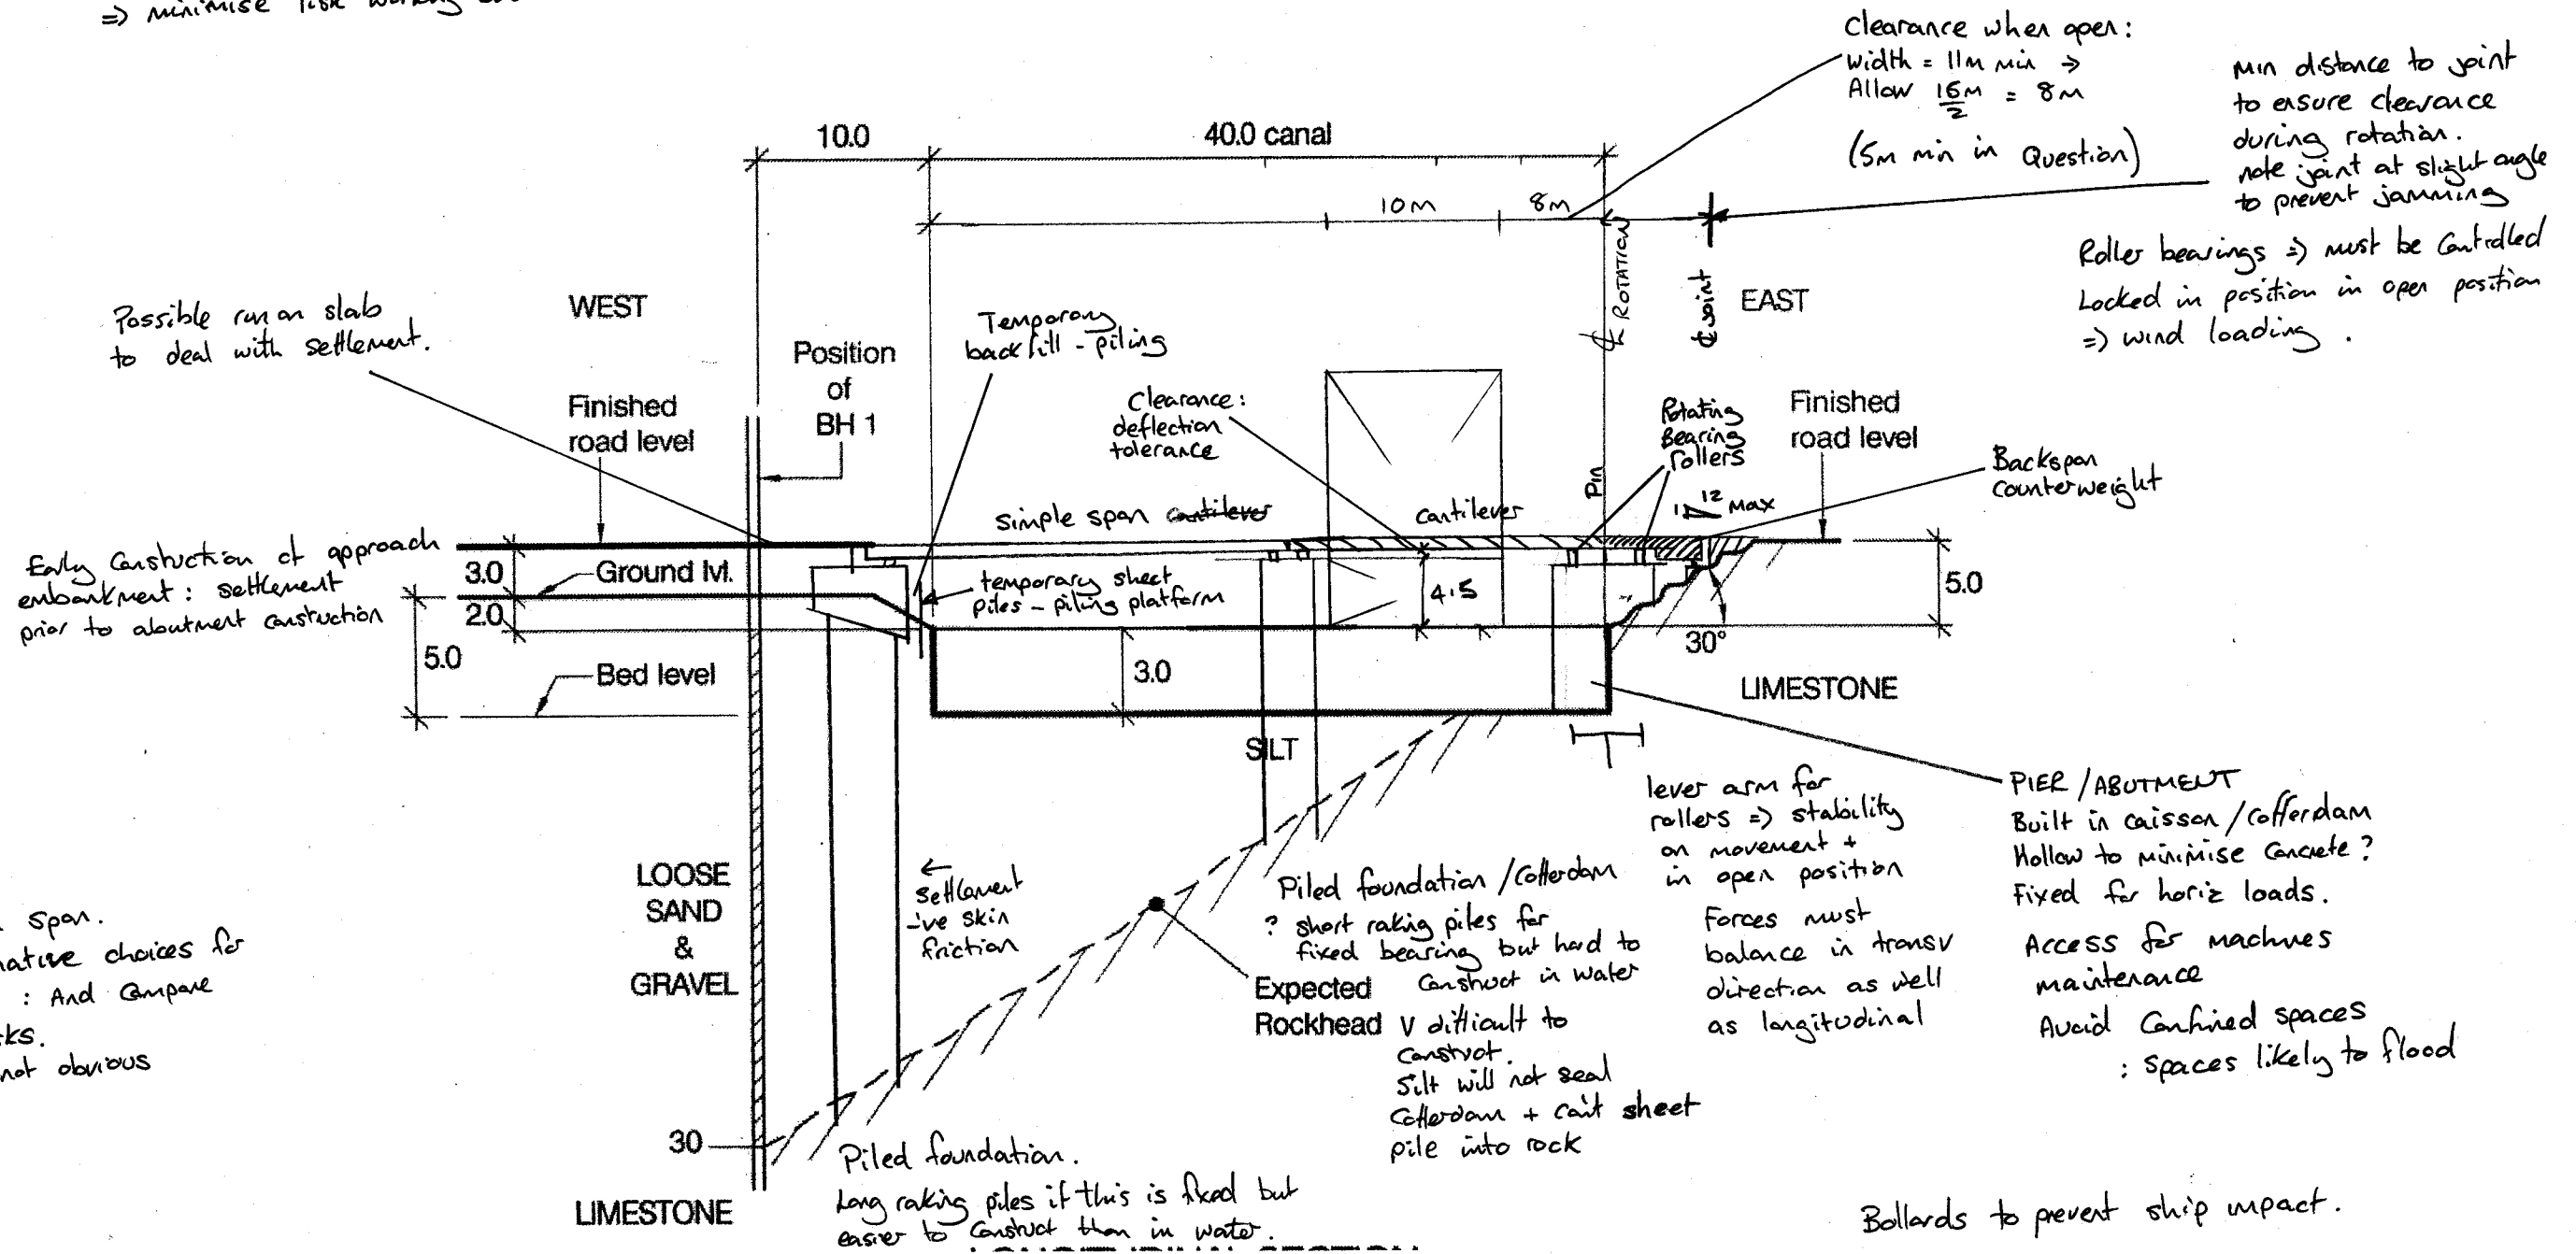 => minimise risk working
Clearance when open:
width = 11m min =>
Allow 16m/2 = 8m
(5m min in Question)
min distance to joint
to ensure clearance
during rotation.
note joint at slight angle
to prevent jamming
Roller bearings => must be controlled
Locked in position in open position
=> wind loading.
10.0
40.0 canal
10m
8m
WEST
EAST
℄ ROTATION
℄ Joint
Possible run on slab
to deal with settlement.
Position
of
BH 1
Temporary
backfill - piling
Finished
road level
Clearance:
deflection
tolerance
Rotating
Bearing
rollers
Finished
road level
Pin
1
12
MAX
Backspan
counterweight
simple span cantilever
cantilever
Early Constuction of approach
embankment: settlement
prior to abutment construction
3.0
Ground lvl.
2.0
5.0
Bed level
temporary sheet
piles - piling platform
4.5
3.0
5.0
30°
LIMESTONE
SILT
lever arm for
rollers => stability
on movement +
in open position
Forces must
balance in transv
direction as well
as longitudinal
PIER / ABUTMENT
Built in caisson / cofferdam
Hollow to minimise concrete?
Fixed for horiz loads.
Access for machines
maintenance
Avoid Confined spaces
: spaces likely to flood
LOOSE
SAND
&
GRAVEL
←
settlement
-ve skin
friction
Piled foundation / Cofferdam
? short raking piles for
fixed bearing but hard to
construct in water
Expected
Rockhead
V difficult to
construct.
Silt will not seal
Cofferdam + can't sheet
pile into rock
span.
native choices for
: And Compare
ks.
not obvious
30
LIMESTONE
Piled foundation.
Long raking piles if this is fixed but
easier to construct than in water.
Bollards to prevent ship impact.